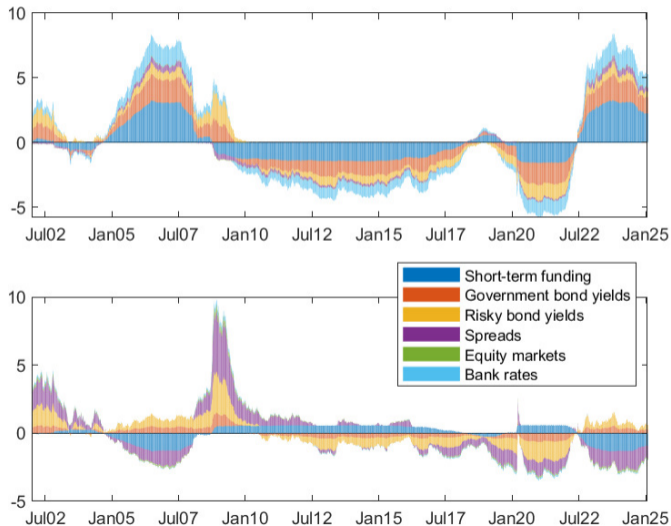 10
5
0
-5
Jul02 Jan05 Jul07 Jan10 Jul12 Jan15 Jul17 Jan20 Jul22 Jan25
10
5
0
-5
Short-term funding
Government bond yields
Risky bond yields
Spreads
Equity markets
Bank rates
Jul02 Jan05 Jul07 Jan10 Jul12 Jan15 Jul17 Jan20 Jul22 Jan25